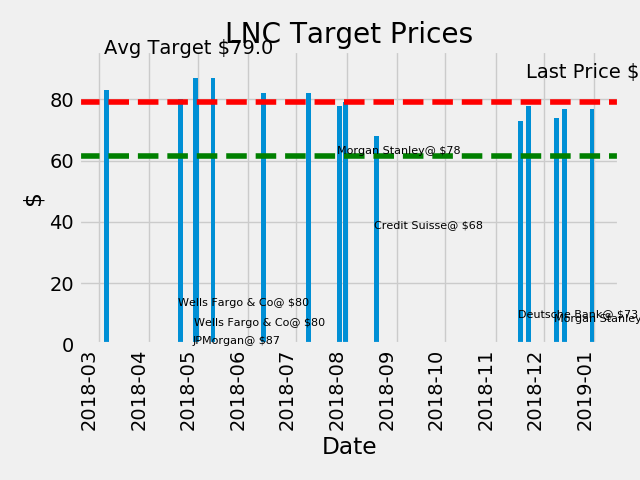 LNC Target Prices
Avg Target $79.0
Last Price $
80
60
40
20
0
$
Morgan Stanley@ $78
Credit Suisse@ $68
Wells Fargo & Co@ $80
Deutsche Bank@ $73
Morgan Stanley
Wells Fargo & Co@ $80
JPMorgan@ $87
2018-03
2018-04
2018-05
2018-06
2018-07
2018-08
2018-09
2018-10
2018-11
2018-12
2019-01
Date